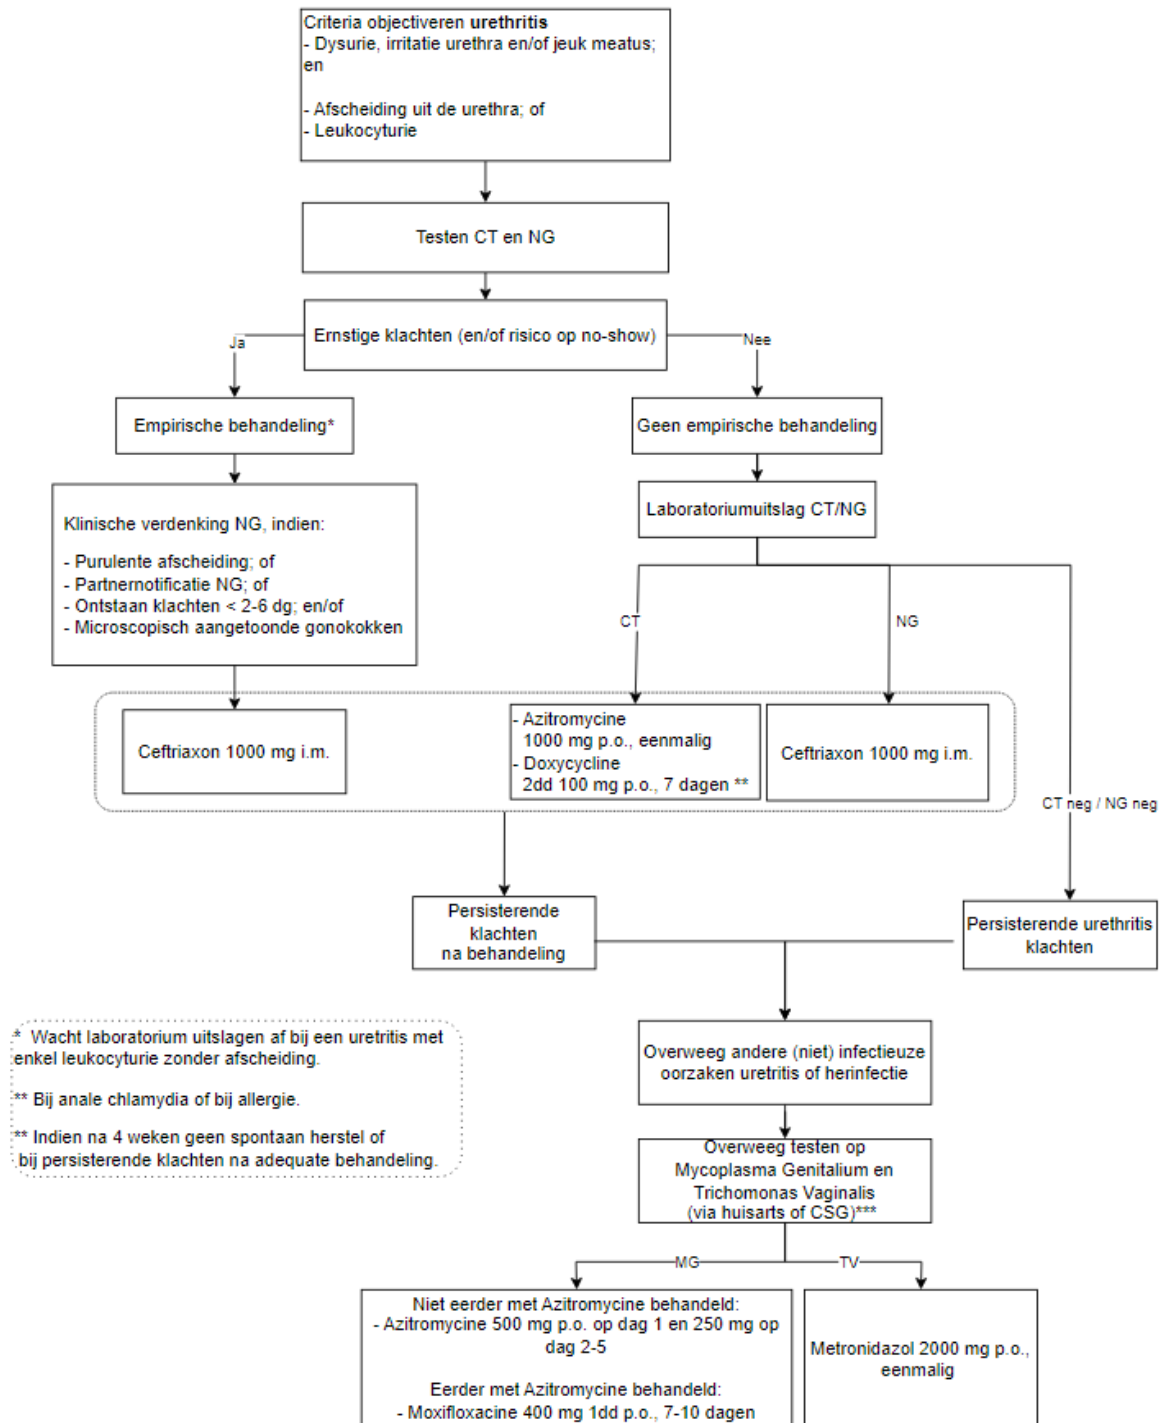 Criteria objectiveren urethritis
- Dysurie, irritatie urethra en/of jeuk meatus;
en
- Afscheiding uit de urethra; of
- Leukocyturie
Testen CT en NG
Ernstige klachten (en/of risico op no-show)
Ja
Nee
Empirische behandeling*
Geen empirische behandeling
Klinische verdenking NG, indien:
- Purulente afscheiding; of
- Partnernotificatie NG; of
- Ontstaan klachten < 2-6 dg; en/of
- Microscopisch aangetoonde gonokokken
Laboratoriumuitslag CT/NG
CT
NG
CT neg / NG neg
Ceftriaxon 1000 mg i.m.
- Azitromycine
1000 mg p.o., eenmalig
- Doxycycline
2dd 100 mg p.o., 7 dagen **
Ceftriaxon 1000 mg i.m.
Persisterende
klachten
na behandeling
Persisterende urethritis
klachten
* Wacht laboratorium uitslagen af bij een uretritis met
enkel leukocyturie zonder afscheiding.
** Bij anale chlamydia of bij allergie.
** Indien na 4 weken geen spontaan herstel of
bij persisterende klachten na adequate behandeling.
Overweeg andere (niet) infectieuze
oorzaken uretritis of herinfectie
Overweeg testen op
Mycoplasma Genitalium en
Trichomonas Vaginalis
(via huisarts of CSG)***
MG
TV
Niet eerder met Azitromycine behandeld:
- Azitromycine 500 mg p.o. op dag 1 en 250 mg op
dag 2-5
Eerder met Azitromycine behandeld:
- Moxifloxacine 400 mg 1dd p.o., 7-10 dagen
Metronidazol 2000 mg p.o.,
eenmalig